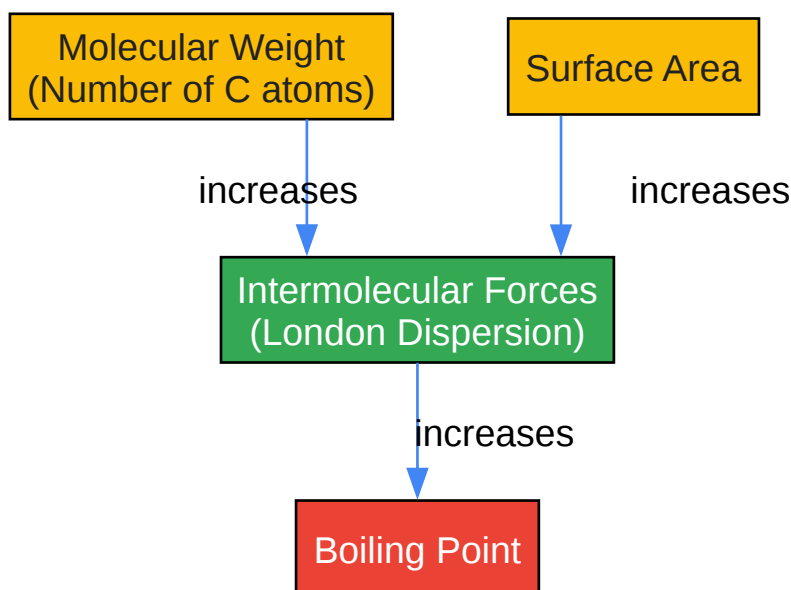 Molecular Weight
(Number of C atoms)
Surface Area
increases
increases
Intermolecular Forces
(London Dispersion)
increases
Boiling Point